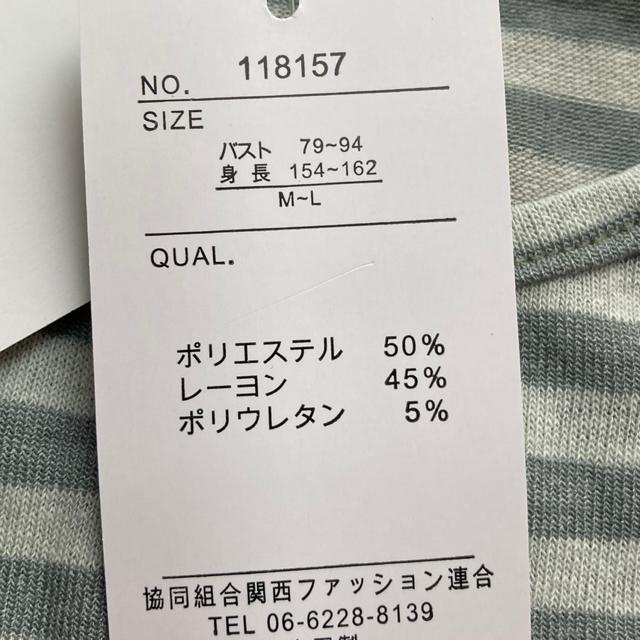 NO. 118157
SIZE
バスト 79~94
身長 154~162
M~L
QUAL.
ポリエステル 50%
レーヨン 45%
ポリウレタン 5%
協同組合関西ファッション連合
TEL 06-6228-8139